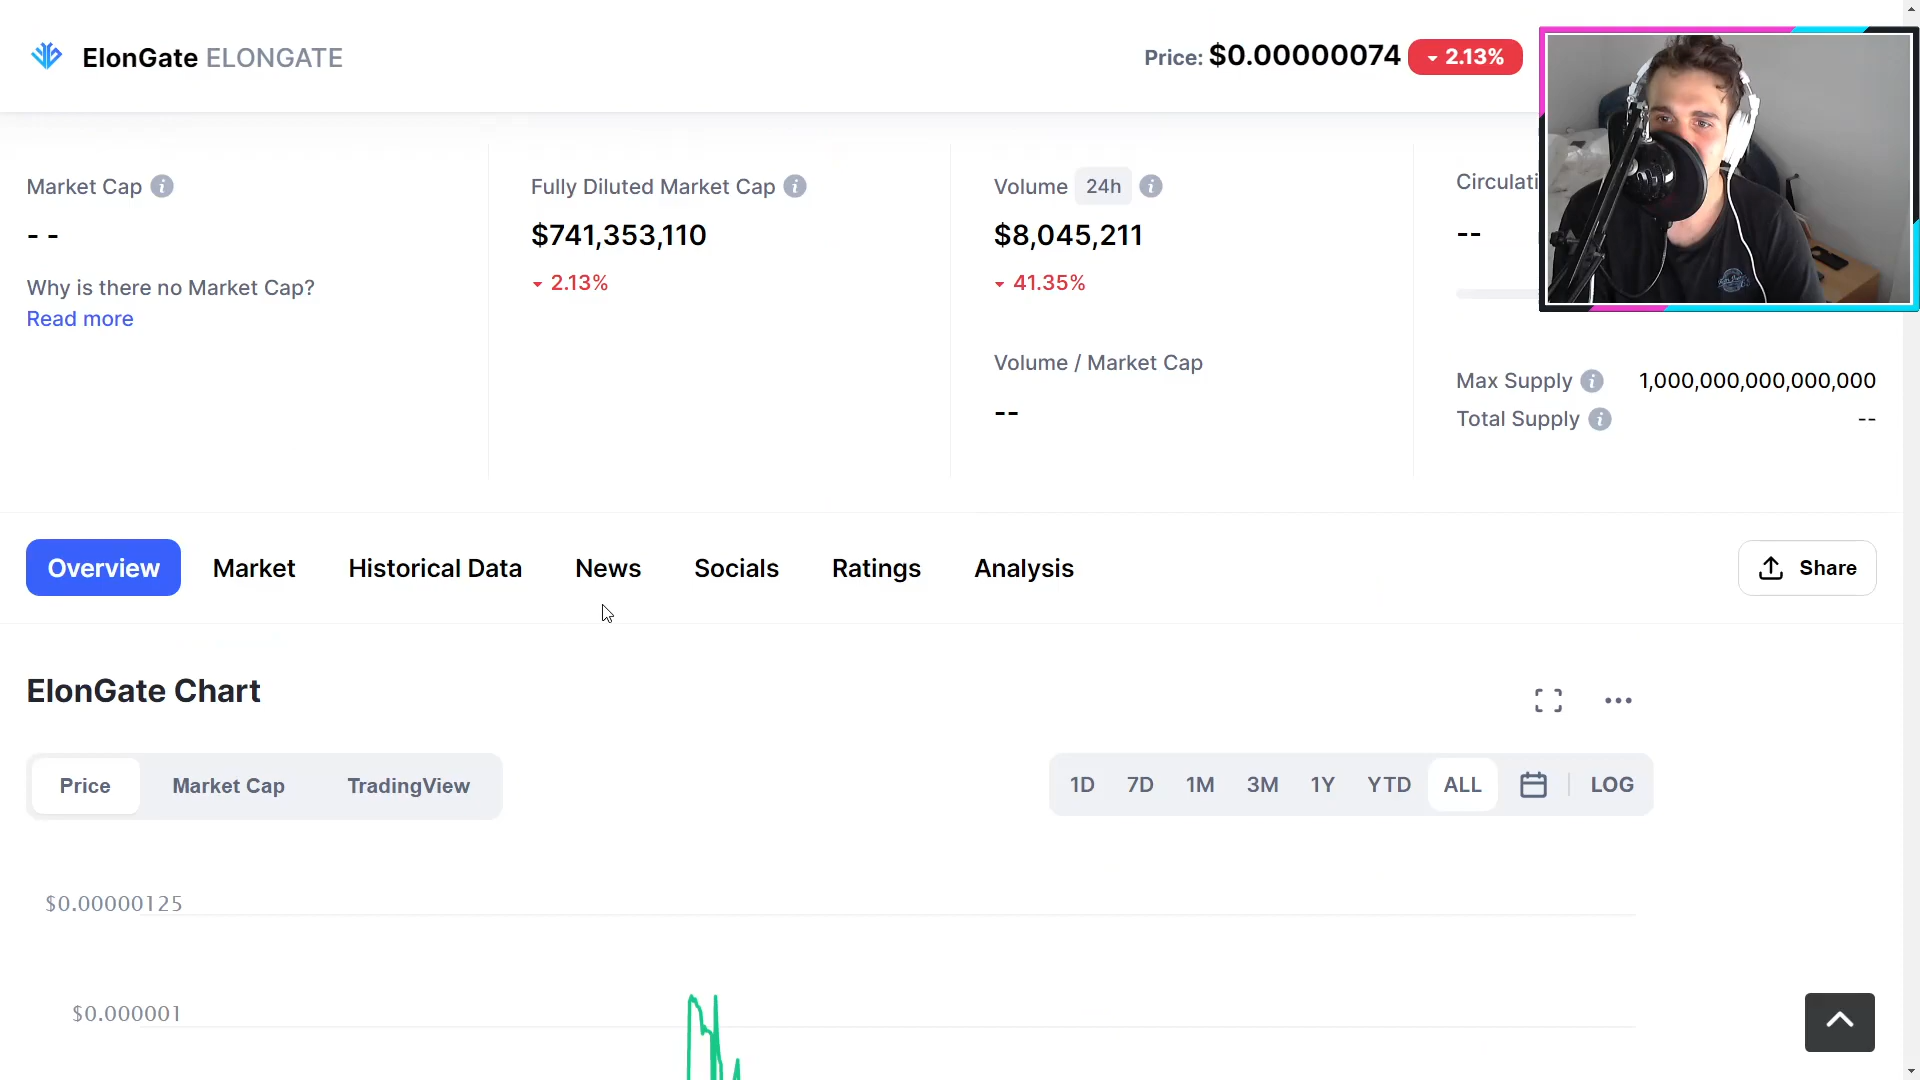 ElonGate ELONGATE
Price: $0.00000074 2.13%
Market Cap
- -
Why is there no Market Cap?
Read more
Fully Diluted Market Cap
$741,353,110
2.13%
Volume 24h
$8,045,211
41.35%
Volume / Market Cap
--
Circulati
--
Max Supply 1,000,000,000,000,000
Total Supply --
Overview Market Historical Data News Socials Ratings Analysis Share
ElonGate Chart
Price Market Cap TradingView 1D 7D 1M 3M 1Y YTD ALL LOG
$0.00000125
$0.000001